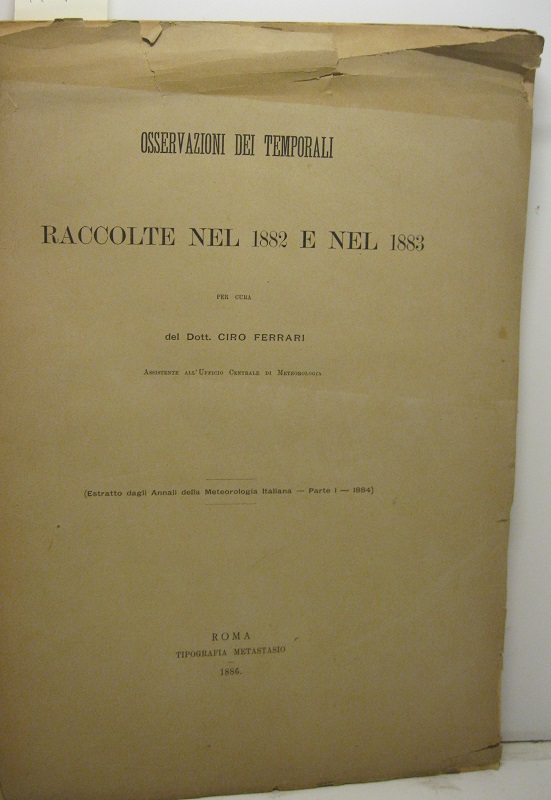 OSSERVAZIONI DEI TEMPORALI
RACCOLTE NEL 1882 E NEL 1883
PER CURA
del Dott. CIRO FERRARI
Assistente all'Ufficio Centrale di Meteorologia
(Estratto dagli Annali della Meteorologia Italiana — Parte I — 1884)
ROMA
TIPOGRAFIA METASTASIO
1886.